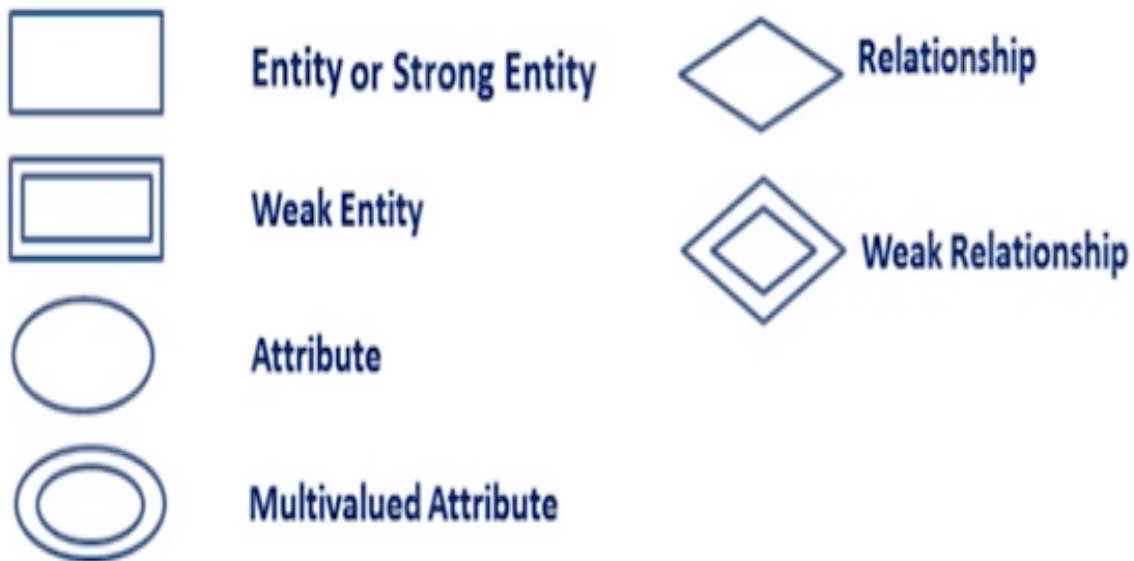 Entity or Strong Entity
Relationship
Weak Entity
Weak Relationship
Attribute
Multivalued Attribute